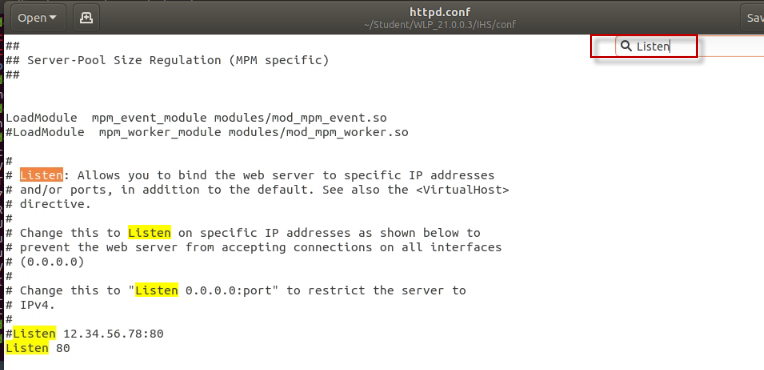 Open
httpd.conf
~/Student/WLP_21.0.0.3/IHS/conf
Sav
Listen
##
## Server-Pool Size Regulation (MPM specific)
##
LoadModule  mpm_event_module modules/mod_mpm_event.so
#LoadModule  mpm_worker_module modules/mod_mpm_worker.so
#
# Listen: Allows you to bind the web server to specific IP addresses
# and/or ports, in addition to the default. See also the <VirtualHost>
# directive.
#
# Change this to Listen on specific IP addresses as shown below to
# prevent the web server from accepting connections on all interfaces
# (0.0.0.0)
#
# Change this to "Listen 0.0.0.0:port" to restrict the server to
# IPv4.
#
#Listen 12.34.56.78:80
Listen 80